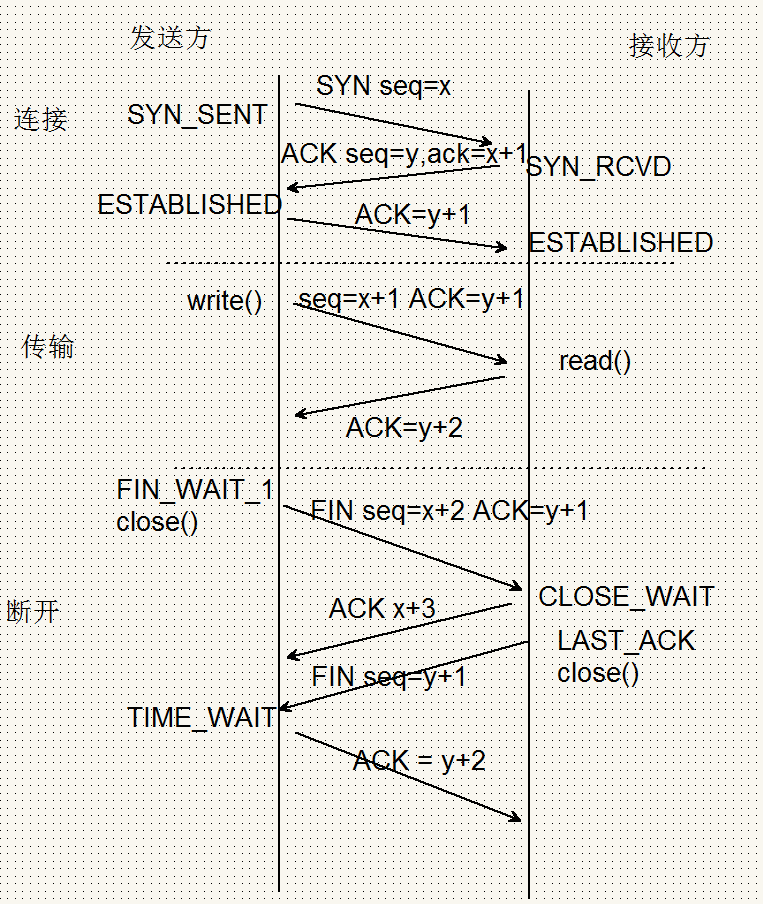 发送方
接收方
SYN seq=x
连接
SYN_SENT
ACK seq=y,ack=x+1
SYN_RCVD
ESTABLISHED
ACK=y+1
ESTABLISHED
write()
seq=x+1 ACK=y+1
传输
read()
ACK=y+2
FIN_WAIT_1
close()
FIN seq=x+2 ACK=y+1
断开
ACK x+3
CLOSE_WAIT
LAST_ACK
close()
FIN seq=y+1
TIME_WAIT
ACK = y+2